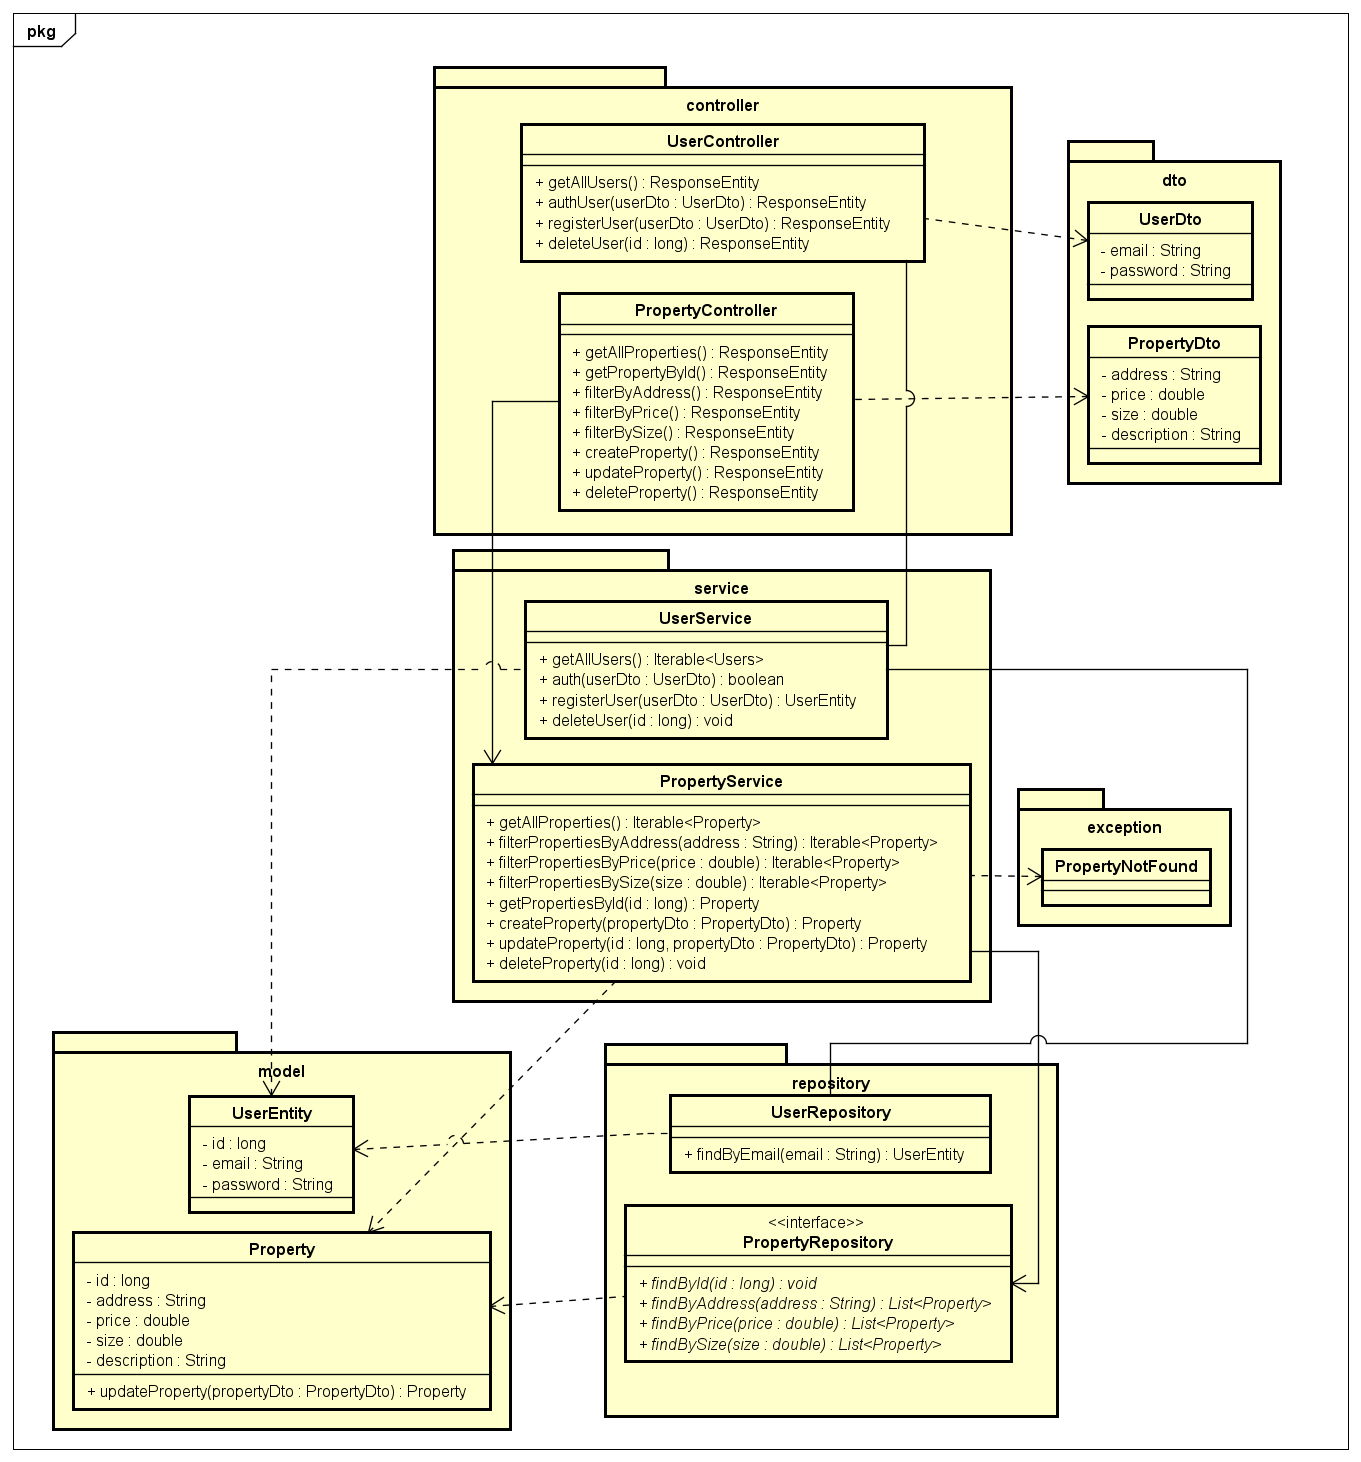 pkg
controller
UserController
+ getAllUsers() : ResponseEntity
+ authUser(userDto : UserDto) : ResponseEntity
+ registerUser(userDto : UserDto) : ResponseEntity
+ deleteUser(id : long) : ResponseEntity
PropertyController
+ getAllProperties() : ResponseEntity
+ getPropertyById() : ResponseEntity
+ filterByAddress() : ResponseEntity
+ filterByPrice() : ResponseEntity
+ filterBySize() : ResponseEntity
+ createProperty() : ResponseEntity
+ updateProperty() : ResponseEntity
+ deleteProperty() : ResponseEntity
dto
UserDto
- email : String
- password : String
PropertyDto
- address : String
- price : double
- size : double
- description : String
service
UserService
+ getAllUsers() : Iterable<Users>
+ auth(userDto : UserDto) : boolean
+ registerUser(userDto : UserDto) : UserEntity
+ deleteUser(id : long) : void
PropertyService
+ getAllProperties() : Iterable<Property>
+ filterPropertiesByAddress(address : String) : Iterable<Property>
+ filterPropertiesByPrice(price : double) : Iterable<Property>
+ filterPropertiesBySize(size : double) : Iterable<Property>
+ getPropertiesById(id : long) : Property
+ createProperty(propertyDto : PropertyDto) : Property
+ updateProperty(id : long, propertyDto : PropertyDto) : Property
+ deleteProperty(id : long) : void
exception
PropertyNotFound
model
UserEntity
- id : long
- email : String
- password : String
Property
- id : long
- address : String
- price : double
- size : double
- description : String
+ updateProperty(propertyDto : PropertyDto) : Property
repository
UserRepository
+ findByEmail(email : String) : UserEntity
<<interface>>
PropertyRepository
+ findById(id : long) : void
+ findByAddress(address : String) : List<Property>
+ findByPrice(price : double) : List<Property>
+ findBySize(size : double) : List<Property>